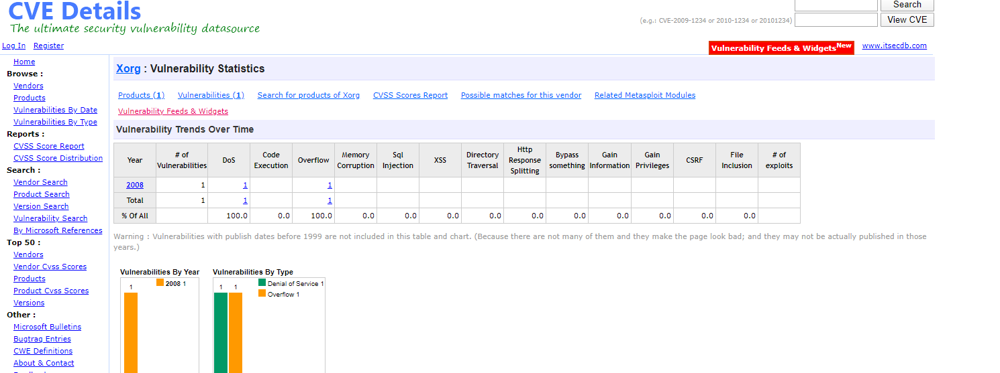 CVE Details
The ultimate security vulnerability datasource
Search
(e.g.: CVE-2009-1234 or 2010-1234 or 20101234)
View CVE
Log In Register
Vulnerability Feeds & Widgets New www.itsecdb.com
Home
Browse :
Vendors
Products
Vulnerabilities By Date
Vulnerabilities By Type
Reports :
CVSS Score Report
CVSS Score Distribution
Search :
Vendor Search
Product Search
Version Search
Vulnerability Search
By Microsoft References
Top 50 :
Vendors
Vendor Cvss Scores
Products
Product Cvss Scores
Versions
Other :
Microsoft Bulletins
Bugtraq Entries
CWE Definitions
About & Contact
Xorg : Vulnerability Statistics
Products (1) Vulnerabilities (1) Search for products of Xorg CVSS Scores Report Possible matches for this vendor Related Metasploit Modules
Vulnerability Feeds & Widgets
Vulnerability Trends Over Time
Year # of Vulnerabilities DoS Code Execution Overflow Memory Corruption Sql Injection XSS Directory Traversal Http Response Splitting Bypass something Gain Information Gain Privileges CSRF File Inclusion # of exploits
2008 1 1 1
Total 1 1 1
% Of All 100.0 0.0 100.0 0.0 0.0 0.0 0.0 0.0 0.0 0.0 0.0 0.0 0.0
Warning : Vulnerabilities with publish dates before 1999 are not included in this table and chart. (Because there are not many of them and they make the page look bad; and they may not be actually published in those
years.)
Vulnerabilities By Year
1
2008 1
Vulnerabilities By Type
1 1
Denial of Service 1
Overflow 1